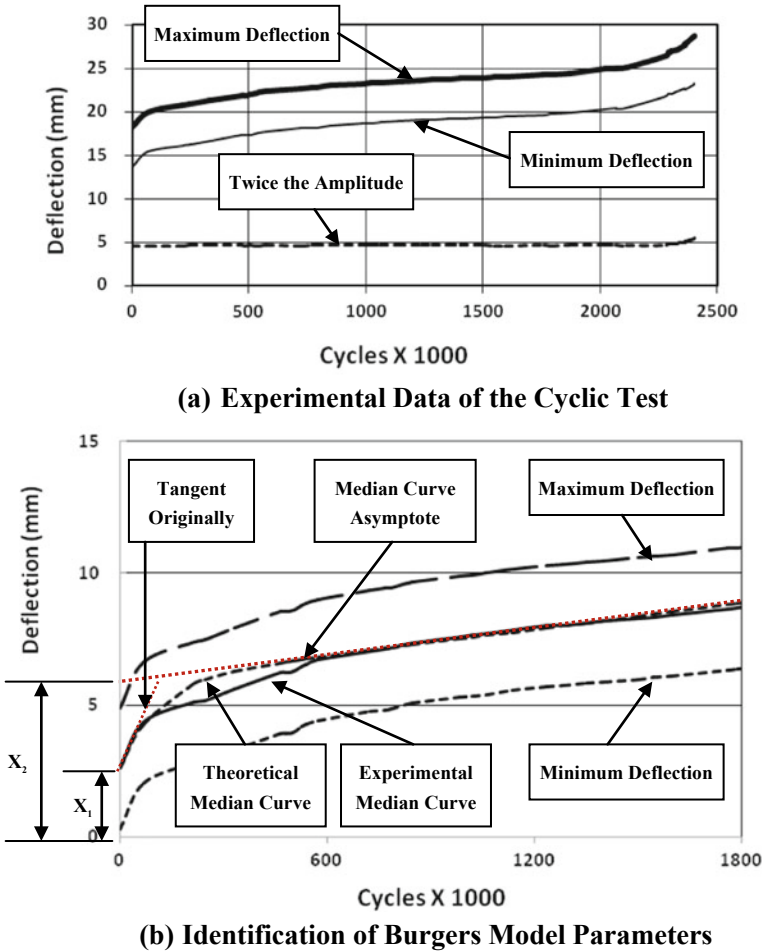 30
25
20
15
10
5
0
Deflection (mm)
Maximum Deflection
Minimum Deflection
Twice the Amplitude
0
500
1000
1500
2000
2500
Cycles X 1000
(a) Experimental Data of the Cyclic Test
15
10
5
0
Deflection (mm)
Tangent
Originally
Median Curve
Asymptote
Maximum Deflection
X2
X1
Theoretical
Median Curve
Experimental
Median Curve
Minimum Deflection
0
600
1200
1800
Cycles X 1000
(b) Identification of Burgers Model Parameters